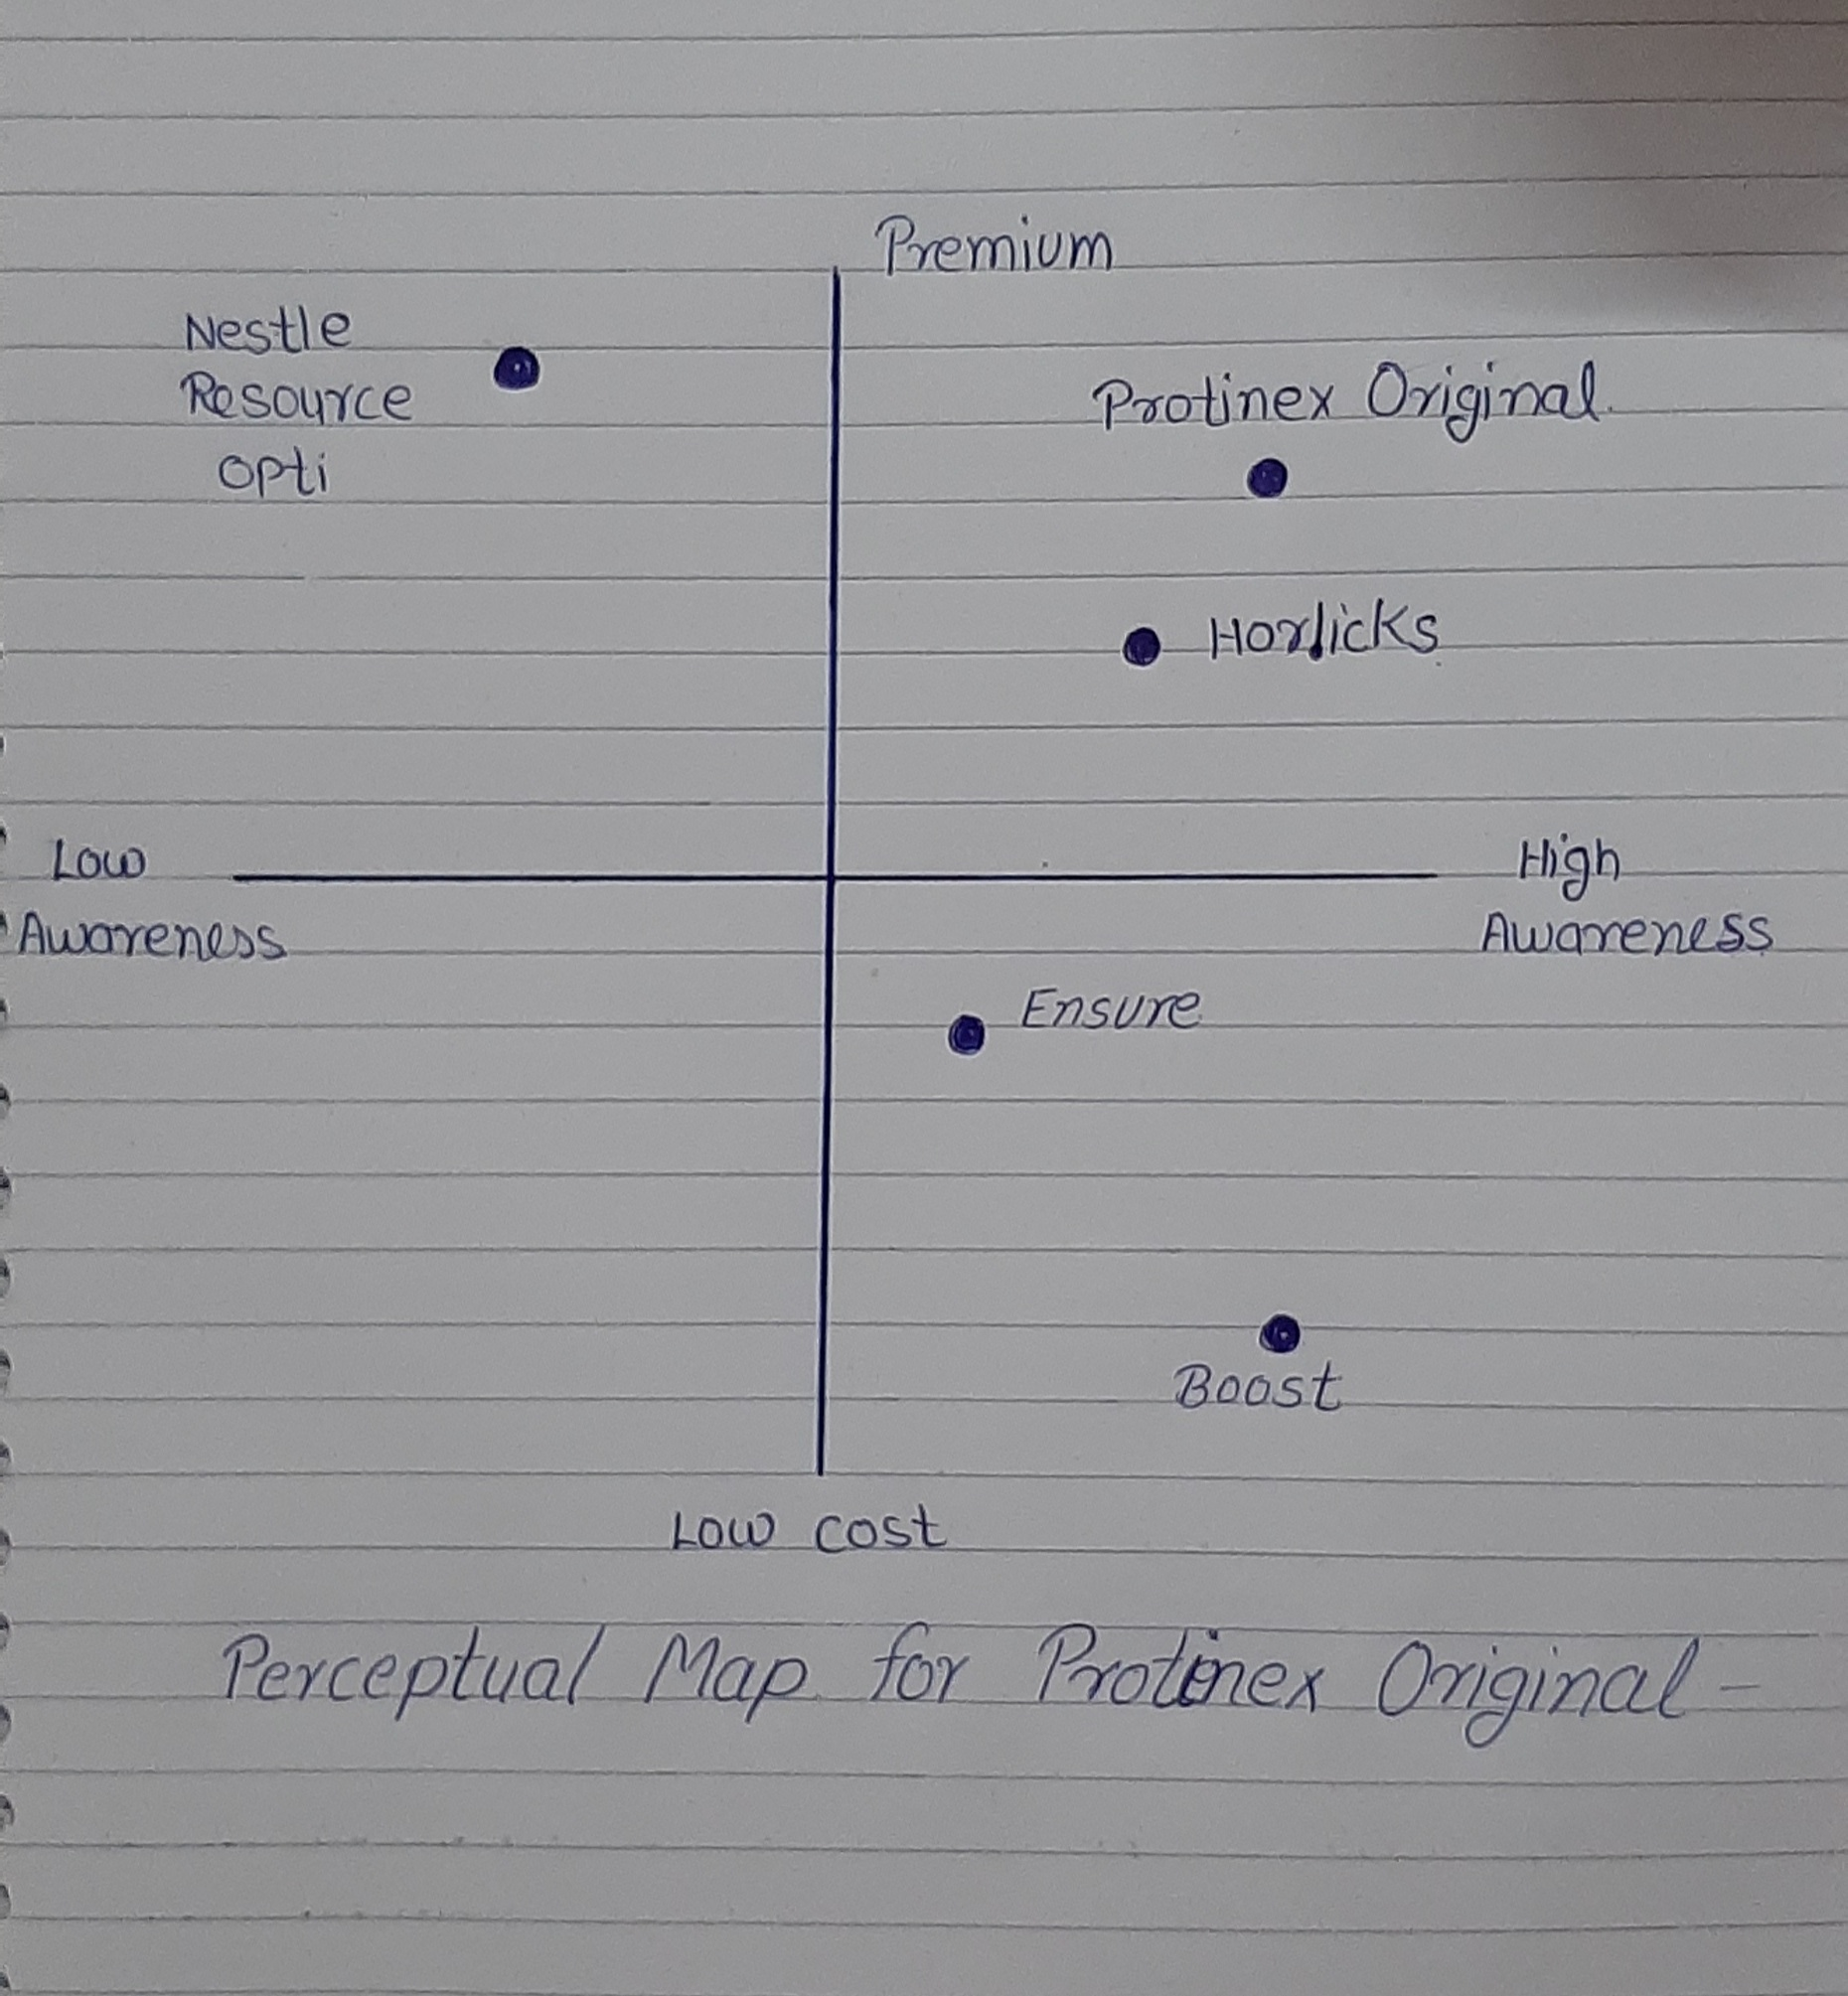 Premium
Nestle
Resource
Opti
Protinex Original
Horlicks
Low
Awareness
High
Awareness
Ensure
Boost
Low cost
Perceptual Map for Protinex Original -